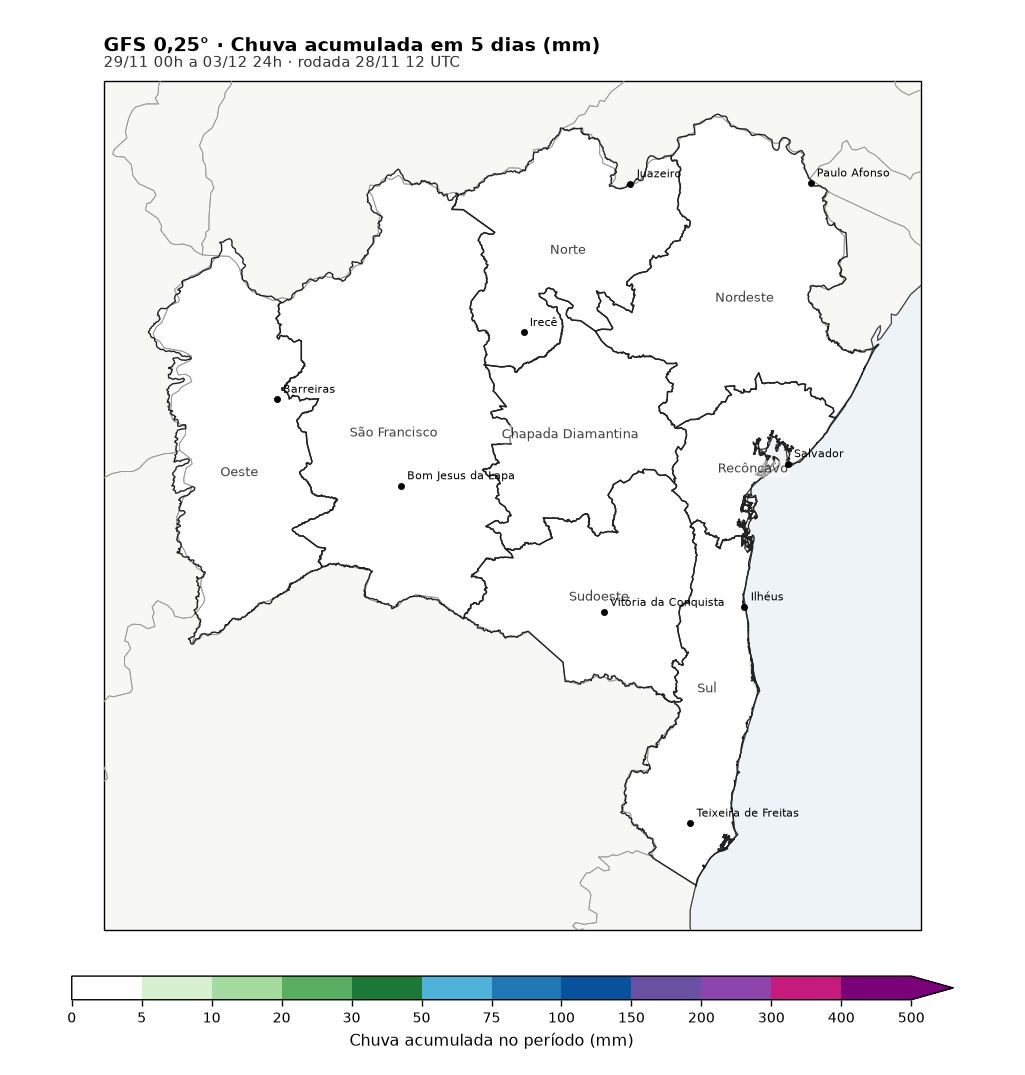 GFS 0,25° · Chuva acumulada em 5 dias (mm)
29/11 00h a 03/12 24h · rodada 28/11 12 UTC
Juazeiro
Paulo Afonso
Norte
Nordeste
Irecê
Barreiras
São Francisco
Chapada Diamantina
Salvador
Recôncavo
Oeste
Bom Jesus da Lapa
Sudoeste
Vitória da Conquista
Ilhéus
Sul
Teixeira de Freitas
0 5 10 20 30 50 75 100 150 200 300 400 500
Chuva acumulada no período (mm)